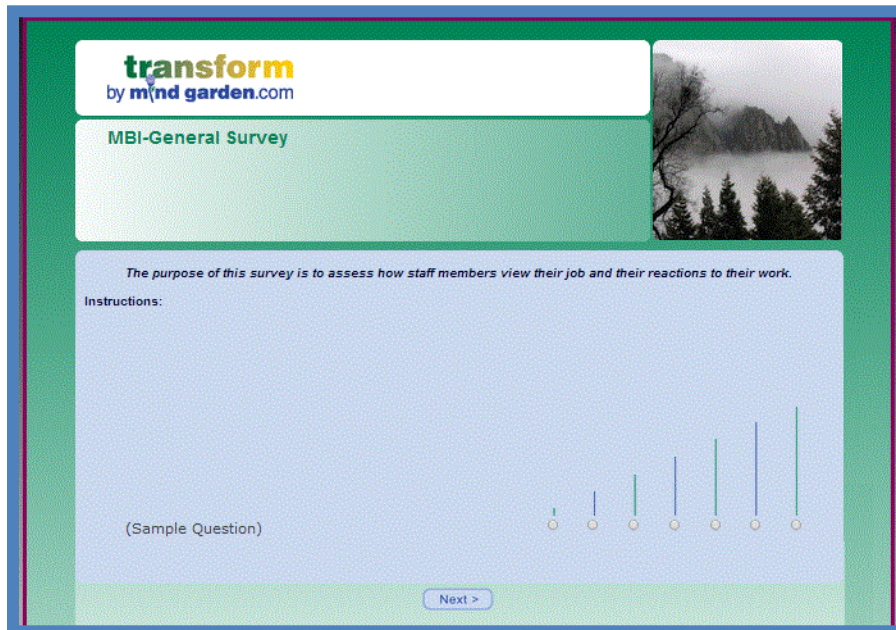 transform
by mind garden.com
MBI-General Survey
The purpose of this survey is to assess how staff members view their job and their reactions to their work.
Instructions:
(Sample Question)
Next >